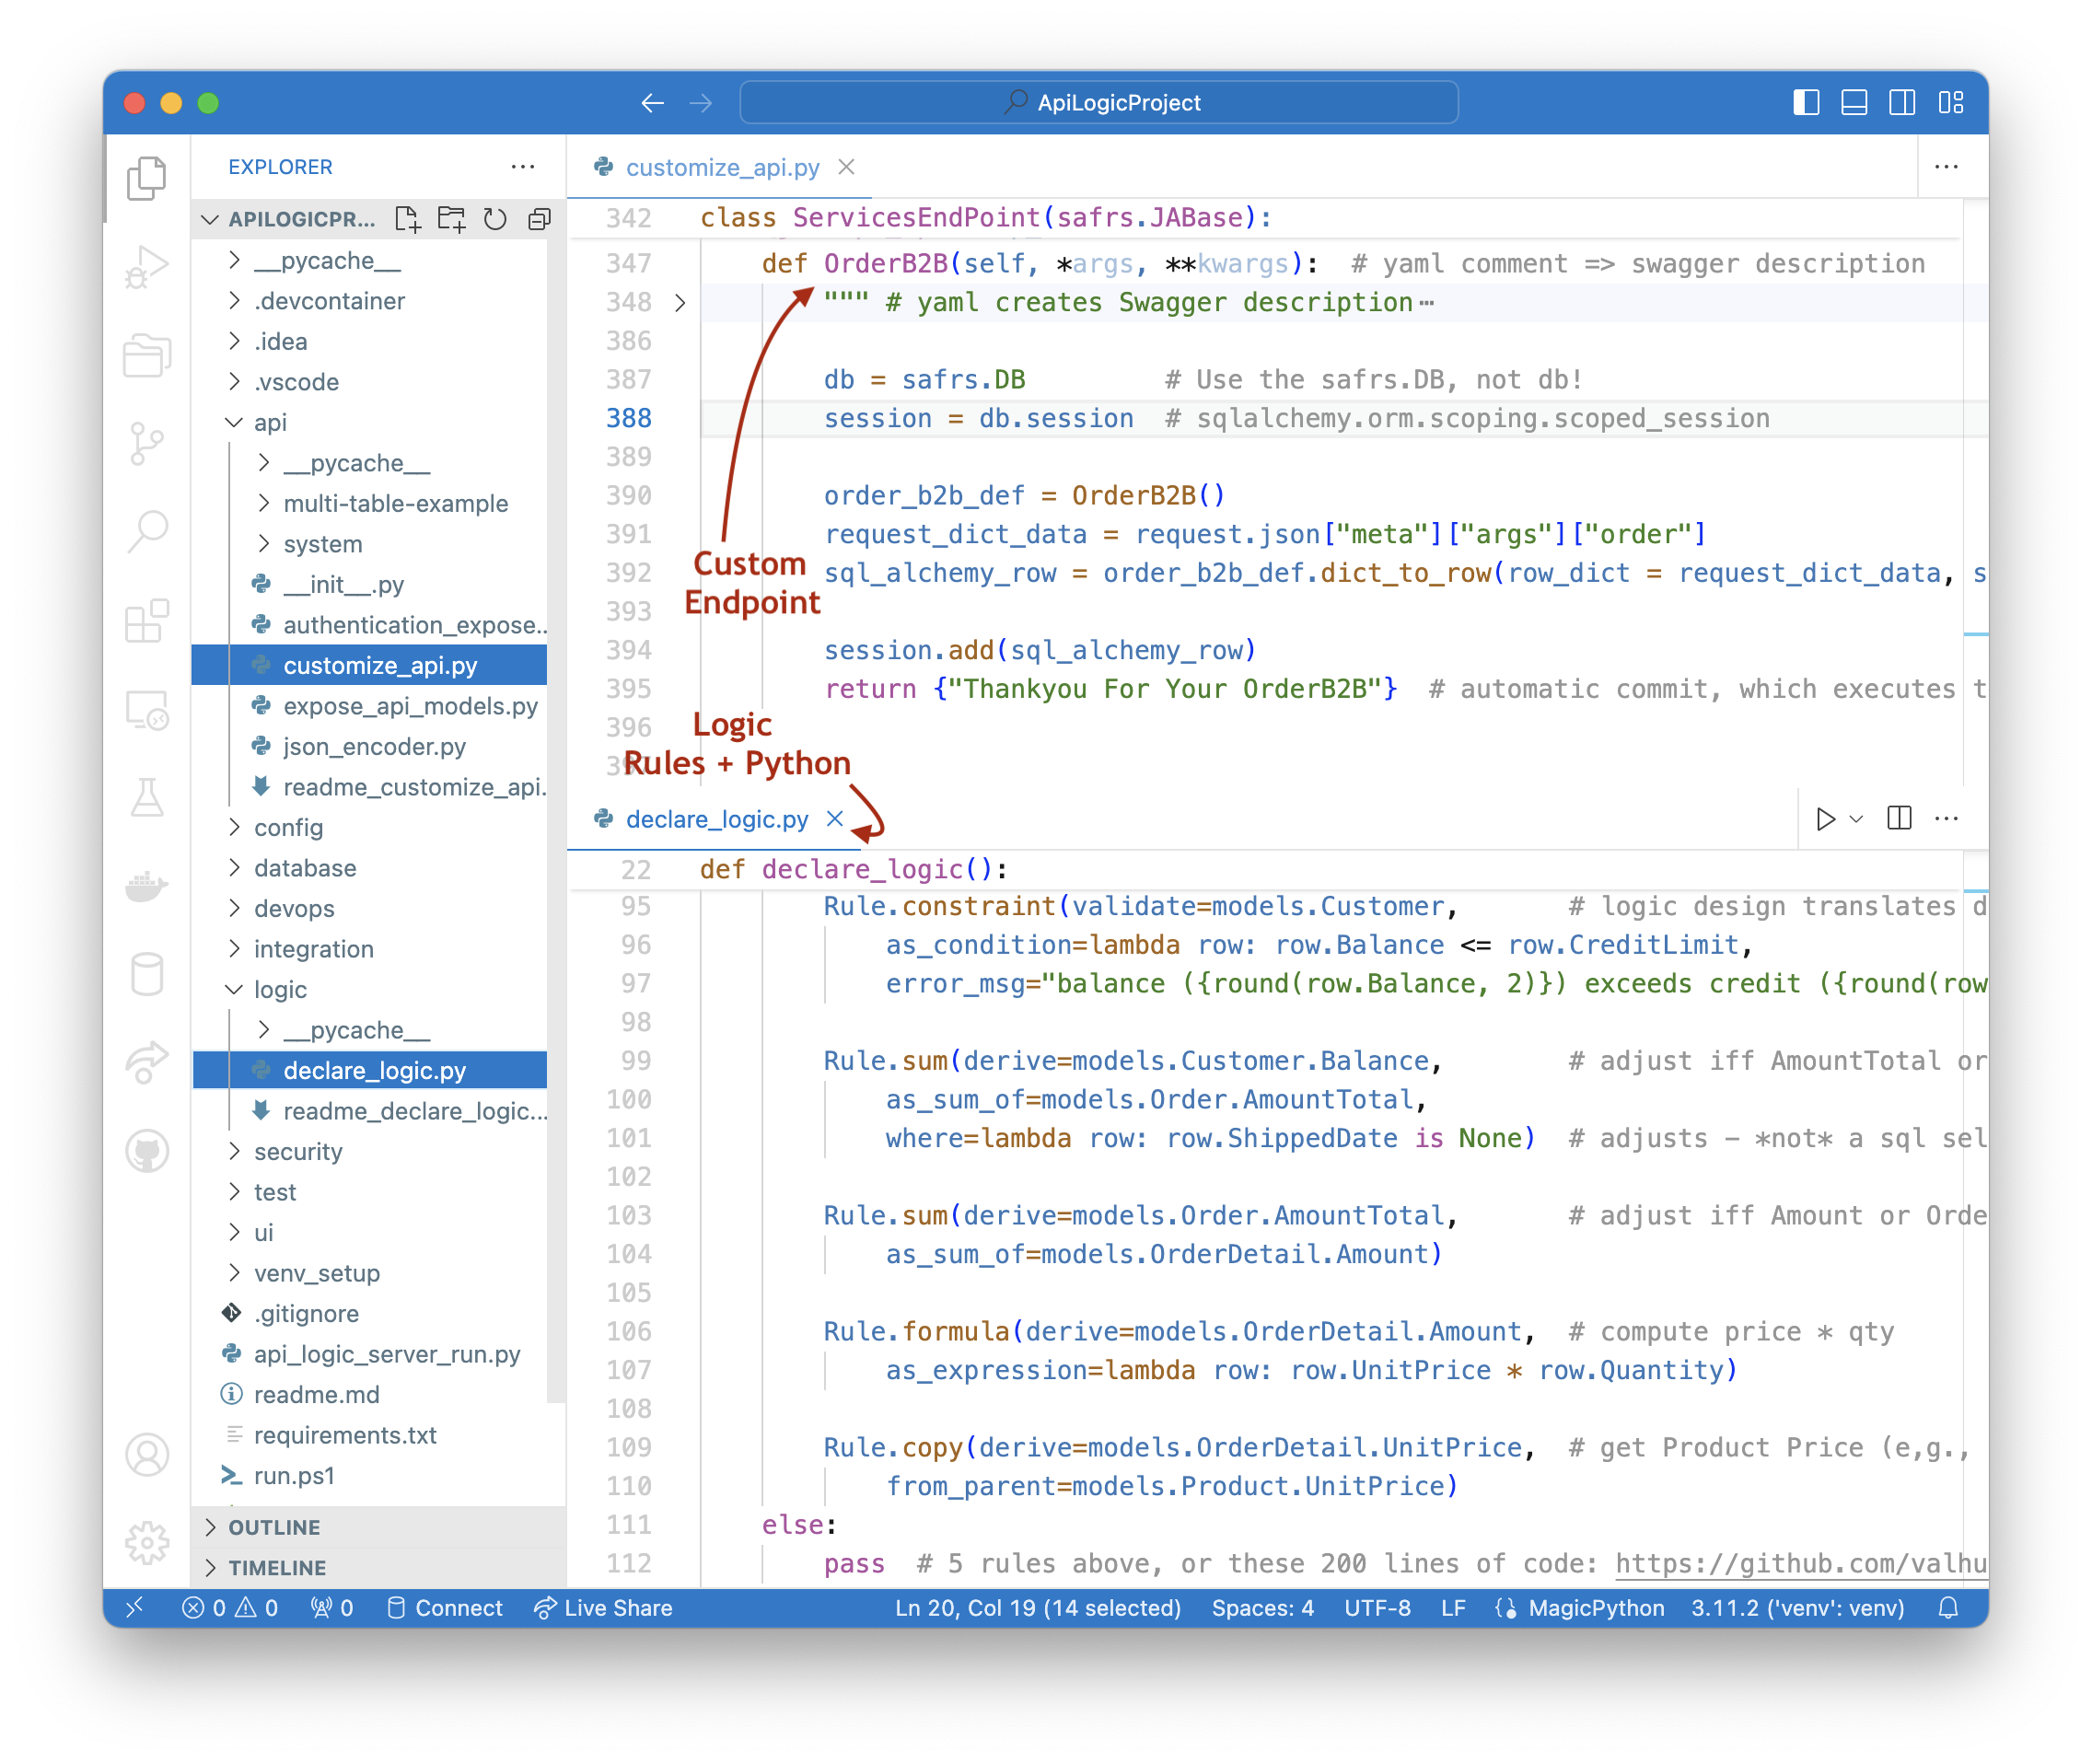 ApiLogicProject
EXPLORER
APILOGICPR...
__pycache__
.devcontainer
.idea
.vscode
api
__pycache__
multi-table-example
system
__init__.py
authentication_expose...
customize_api.py
expose_api_models.py
json_encoder.py
readme_customize_api.
config
database
devops
integration
logic
__pycache__
declare_logic.py
readme_declare_logic...
security
test
ui
venv_setup
.gitignore
api_logic_server_run.py
readme.md
requirements.txt
run.ps1
OUTLINE
TIMELINE
customize_api.py
342 class ServicesEndPoint(safrs.JABase):
347 def OrderB2B(self, *args, **kwargs):  # yaml comment => swagger description
348 """ # yaml creates Swagger description
386
387 db = safrs.DB         # Use the safrs.DB, not db!
388 session = db.session  # sqlalchemy.orm.scoping.scoped_session
389
390 order_b2b_def = OrderB2B()
391 request_dict_data = request.json["meta"]["args"]["order"]
392 sql_alchemy_row = order_b2b_def.dict_to_row(row_dict = request_dict_data, s
393
394 session.add(sql_alchemy_row)
395 return {"Thankyou For Your OrderB2B"}  # automatic commit, which executes t
396
Custom
Endpoint
Logic
Rules + Python
declare_logic.py
22 def declare_logic():
95 Rule.constraint(validate=models.Customer,       # logic design translates d
96 as_condition=lambda row: row.Balance <= row.CreditLimit,
97 error_msg="balance ({round(row.Balance, 2)}) exceeds credit ({round(row
98
99 Rule.sum(derive=models.Customer.Balance,        # adjust iff AmountTotal or
100 as_sum_of=models.Order.AmountTotal,
101 where=lambda row: row.ShippedDate is None)  # adjusts - *not* a sql sel
102
103 Rule.sum(derive=models.Order.AmountTotal,       # adjust iff Amount or Orde
104 as_sum_of=models.OrderDetail.Amount)
105
106 Rule.formula(derive=models.OrderDetail.Amount,  # compute price * qty
107 as_expression=lambda row: row.UnitPrice * row.Quantity)
108
109 Rule.copy(derive=models.OrderDetail.UnitPrice,  # get Product Price (e,g.,
110 from_parent=models.Product.UnitPrice)
111 else:
112 pass  # 5 rules above, or these 200 lines of code: https://github.com/valhu
0 0 0 Connect Live Share Ln 20, Col 19 (14 selected) Spaces: 4 UTF-8 LF MagicPython 3.11.2 ('venv': venv)